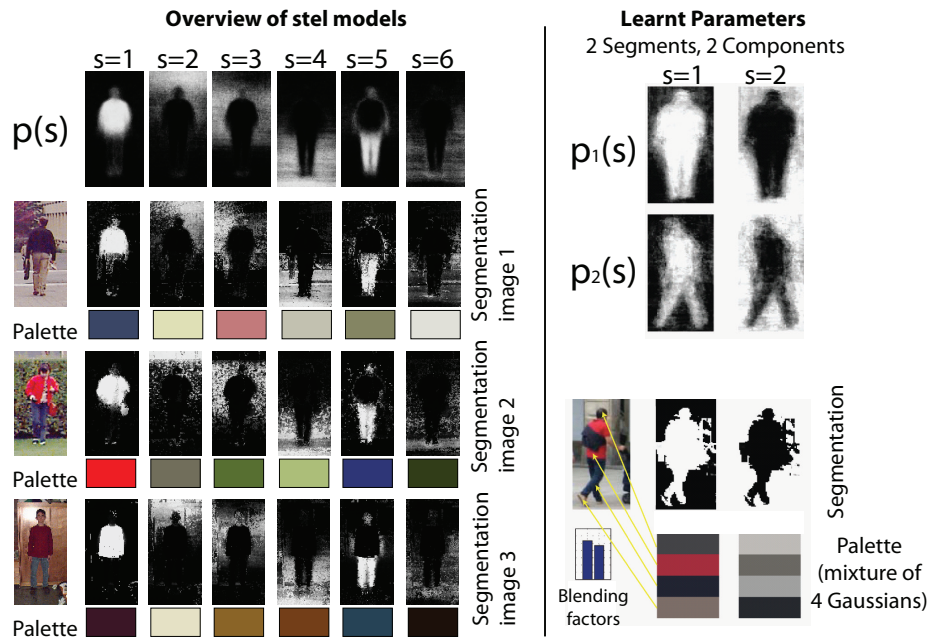 Overview of stel models
s=1 s=2 s=3 s=4 s=5 s=6
p(s)
Segmentation
image 1
Palette
Segmentation
image 2
Palette
Segmentation
image 3
Palette
Learnt Parameters
2 Segments, 2 Components
s=1 s=2
p1(s)
p2(s)
Segmentation
Blending
factors
Palette
(mixture of
4 Gaussians)